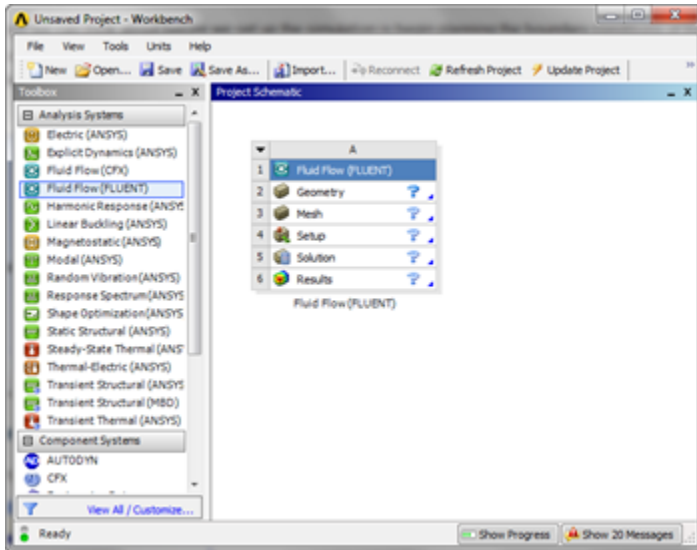 Unsaved Project - Workbench
File View Tools Units Help
New Open... Save Save As... Import... Reconnect Refresh Project Update Project
Toolbox
Project Schematic
Analysis Systems
Electric (ANSYS)
Explicit Dynamics (ANSYS)
Fluid Flow (CFX)
Fluid Flow (FLUENT)
Harmonic Response (ANSYS
Linear Buckling (ANSYS)
Magnetostatic (ANSYS)
Modal (ANSYS)
Random Vibration (ANSYS)
Response Spectrum (ANSYS
Shape Optimization (ANSYS
Static Structural (ANSYS)
Steady-State Thermal (ANS
Thermal-Electric (ANSYS)
Transient Structural (ANSYS
Transient Structural (MBD)
Transient Thermal (ANSYS)
Component Systems
AUTODYN
CFX
View All / Customize...
A
1 Fluid Flow (FLUENT)
2 Geometry ?
3 Mesh ?
4 Setup ?
5 Solution ?
6 Results ?
Fluid Flow (FLUENT)
Ready
Show Progress Show 20 Messages